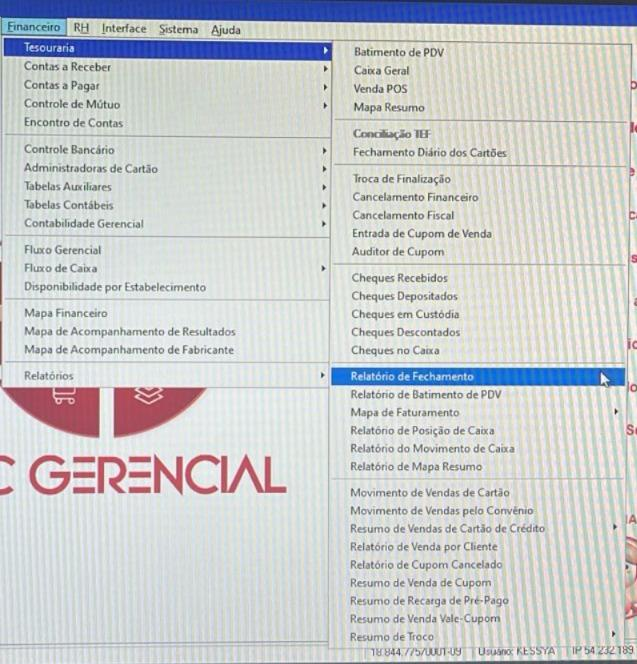 Financeiro RH Interface Sistema Ajuda
Tesouraria
Contas a Receber
Contas a Pagar
Controle de Mútuo
Encontro de Contas
Controle Bancário
Administradoras de Cartão
Tabelas Auxiliares
Tabelas Contábeis
Contabilidade Gerencial
Fluxo Gerencial
Fluxo de Caixa
Disponibilidade por Estabelecimento
Mapa Financeiro
Mapa de Acompanhamento de Resultados
Mapa de Acompanhamento de Fabricante
Relatórios
Batimento de PDV
Caixa Geral
Venda POS
Mapa Resumo
Conciliação TEF
Fechamento Diário dos Cartões
Troca de Finalização
Cancelamento Financeiro
Cancelamento Fiscal
Entrada de Cupom de Venda
Auditor de Cupom
Cheques Recebidos
Cheques Depositados
Cheques em Custódia
Cheques Descontados
Cheques no Caixa
Relatório de Fechamento
Relatório de Batimento de PDV
Mapa de Faturamento
Relatório de Posição de Caixa
Relatório do Movimento de Caixa
Relatório de Mapa Resumo
Movimento de Vendas de Cartão
Movimento de Vendas pelo Convênio
Resumo de Vendas de Cartão de Crédito
Relatório de Venda por Cliente
Relatório de Cupom Cancelado
Resumo de Venda de Cupom
Resumo de Recarga de Pré-Pago
Resumo de Venda Vale-Cupom
Resumo de Troco
C GERENCIAL
18.844.775/0001-09 Usuário: KESSYA IP 54.232.189